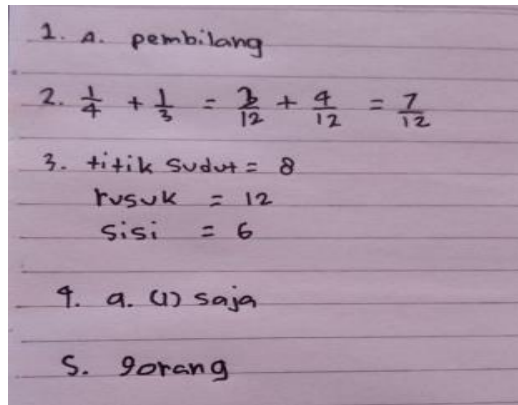 1. A. pembilang
2. 1/4 + 1/3 = 3/12 + 4/12 = 7/12
3. titik sudut = 8
rusuk = 12
sisi = 6
4. a. (1) saja
5. 9orang